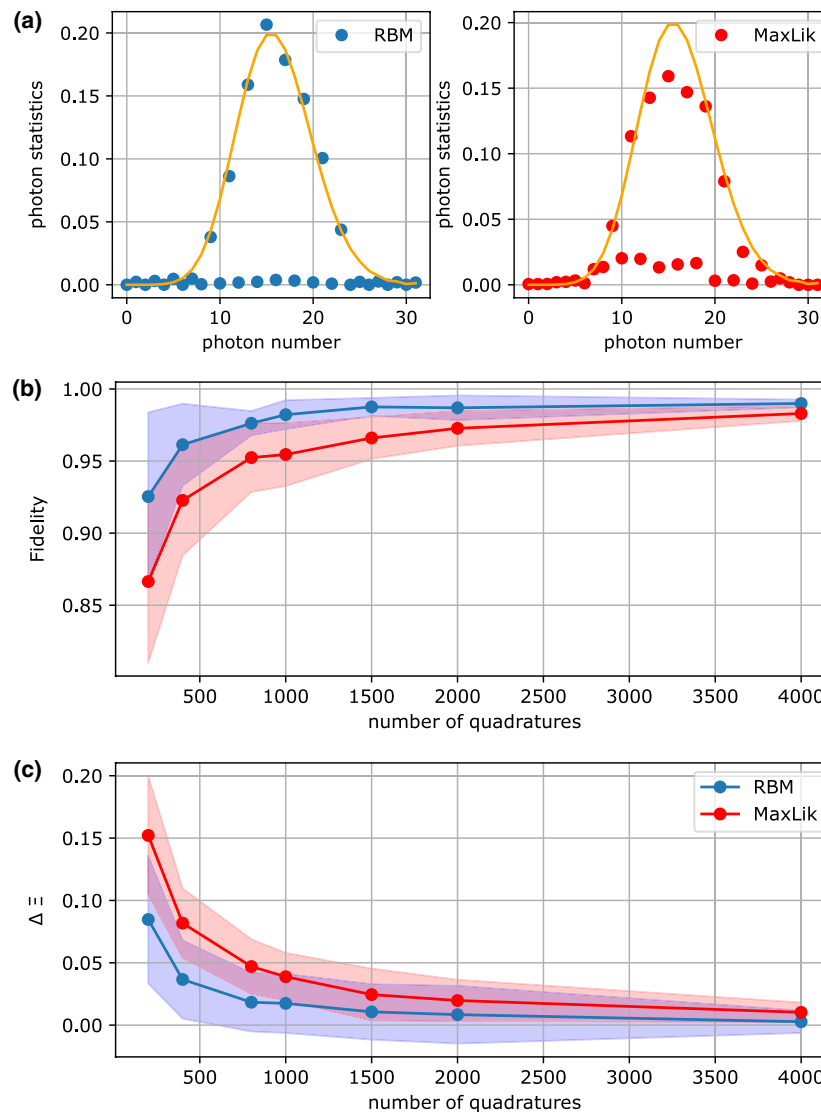 (a)
0.20
0.15
0.10
0.05
0.00
photon statistics
RBM
0
10
20
30
photon number
0.20
0.15
0.10
0.05
0.00
photon statistics
MaxLik
0
10
20
30
photon number
(b)
1.00
0.95
0.90
0.85
Fidelity
500
1000
1500
2000
2500
3000
3500
4000
number of quadratures
(c)
0.20
0.15
0.10
0.05
0.00
Δ Ξ
RBM
MaxLik
500
1000
1500
2000
2500
3000
3500
4000
number of quadratures